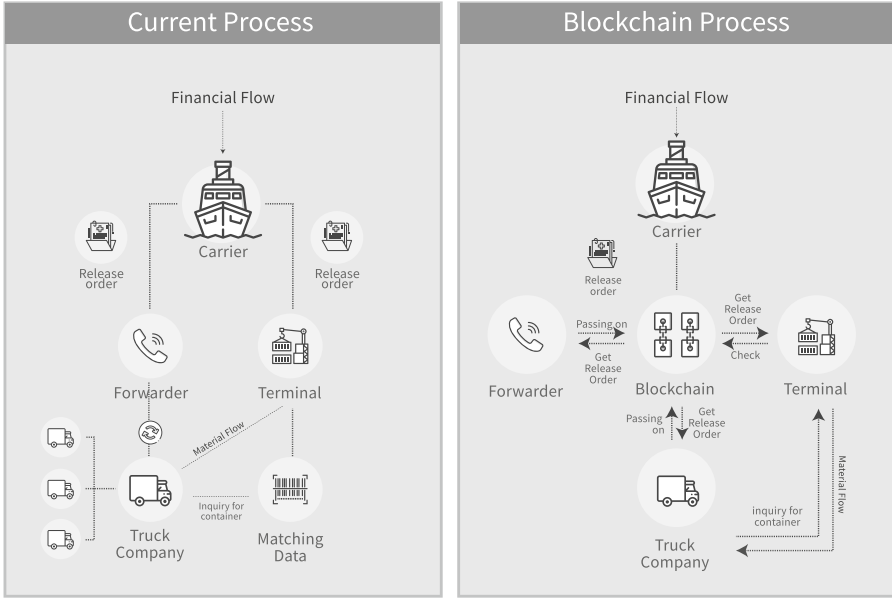 Current Process
Financial Flow
Carrier
Release
order
Release
order
Forwarder
Terminal
Material Flow
Inquiry for
container
Truck
Company
Matching
Data
Blockchain Process
Financial Flow
Carrier
Release
order
Passing on
Get
Release
Order
Get
Release
Order
Check
Forwarder
Blockchain
Terminal
Passing
on
Get
Release
Order
Material Flow
inquiry for
container
Truck
Company